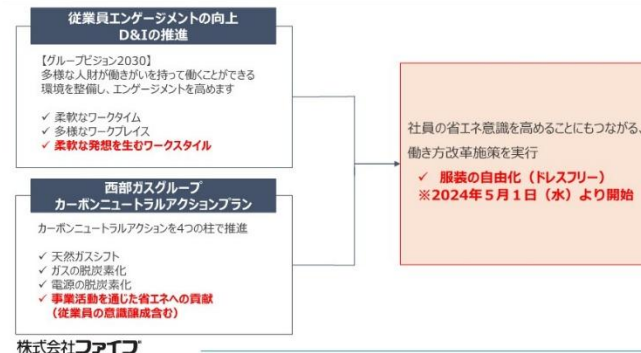 従業員エンゲージメントの向上
D&Iの推進
【グループビジョン2030】
多様な人財が働きがいを持って働くことができる
環境を整備し、エンゲージメントを高めます
✓ 柔軟なワークタイム
✓ 多様なワークプレイス
✓ 柔軟な発想を生むワークスタイル
西部ガスグループ
カーボンニュートラルアクションプラン
カーボンニュートラルアクションを4つの柱で推進
✓ 天然ガスシフト
✓ ガスの脱炭素化
✓ 電源の脱炭素化
✓ 事業活動を通じた省エネへの貢献
（従業員の意識醸成含む）
社員の省エネ意識を高めることにもつながる、
働き方改革施策を実行
✓ 服装の自由化（ドレスフリー）
※2024年5月1日（水）より開始
株式会社ファイブ